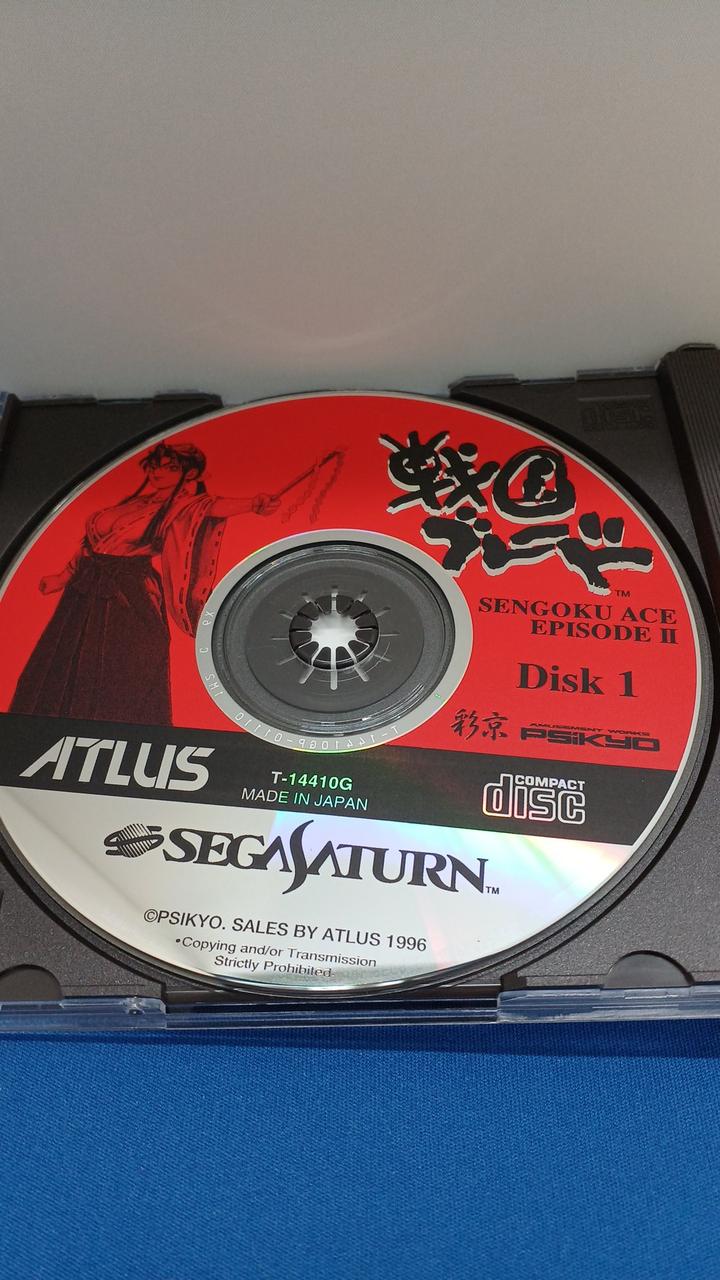 戦国
ブレード
TM
SENGOKU ACE
EPISODE II
Disk 1
彩京
AMUSEMENT WORKS
PSIKYO
ATLUS
T-14410G
MADE IN JAPAN
COMPACT
disc
SEGA SATURN
TM
©PSIKYO. SALES BY ATLUS 1996
•Copying and/or Transmission
Strictly Prohibited•